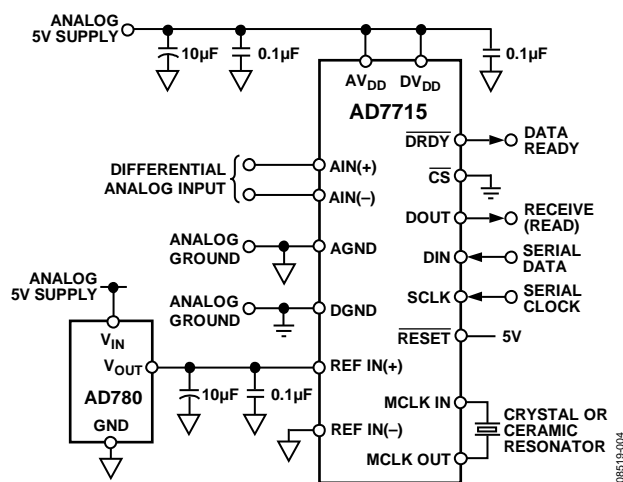 ANALOG
5V SUPPLY
10µF
0.1µF
0.1µF
AVDD
DVDD
AD7715
DRDY
DATA
READY
DIFFERENTIAL
ANALOG INPUT
AIN(+)
AIN(–)
CS
DOUT
RECEIVE
(READ)
ANALOG
GROUND
AGND
DIN
SERIAL
DATA
ANALOG
5V SUPPLY
ANALOG
GROUND
DGND
SCLK
SERIAL
CLOCK
RESET
5V
VIN
VOUT
AD780
GND
10µF
0.1µF
REF IN(+)
REF IN(–)
MCLK IN
MCLK OUT
CRYSTAL OR
CERAMIC
RESONATOR
08519-004